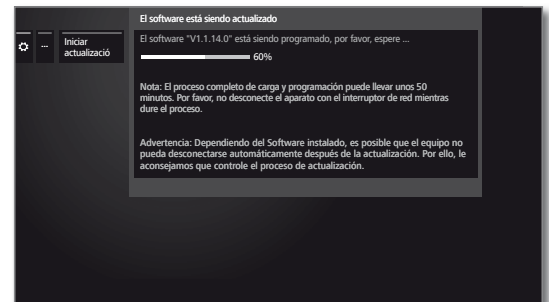 El software está siendo actualizado
... Iniciar
actualizació
El software "V1.1.14.0" está siendo programado, por favor, espere ...
60%
Nota: El proceso completo de carga y programación puede llevar unos 50
minutos. Por favor, no desconecte el aparato con el interruptor de red mientras
dure el proceso.
Advertencia: Dependiendo del Software instalado, es posible que el equipo no
pueda desconectarse automáticamente después de la actualización. Por ello, le
aconsejamos que controle el proceso de actualización.